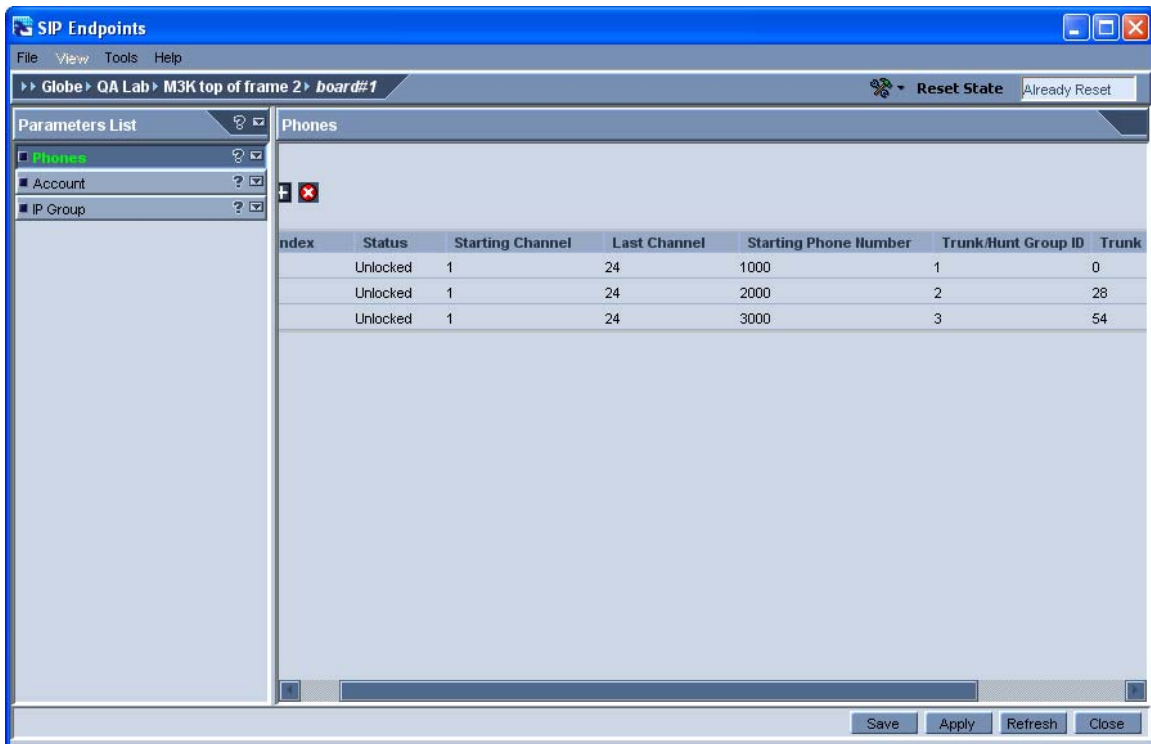 SIP Endpoints
File View Tools Help
Globe QA Lab M3K top of frame 2 board#1 Reset State Already Reset
Parameters List ? Phones
Phones ?
Account ?
IP Group ?
ndex Status Starting Channel Last Channel Starting Phone Number Trunk/Hunt Group ID Trunk
Unlocked 1 24 1000 1 0
Unlocked 1 24 2000 2 28
Unlocked 1 24 3000 3 54
Save Apply Refresh Close